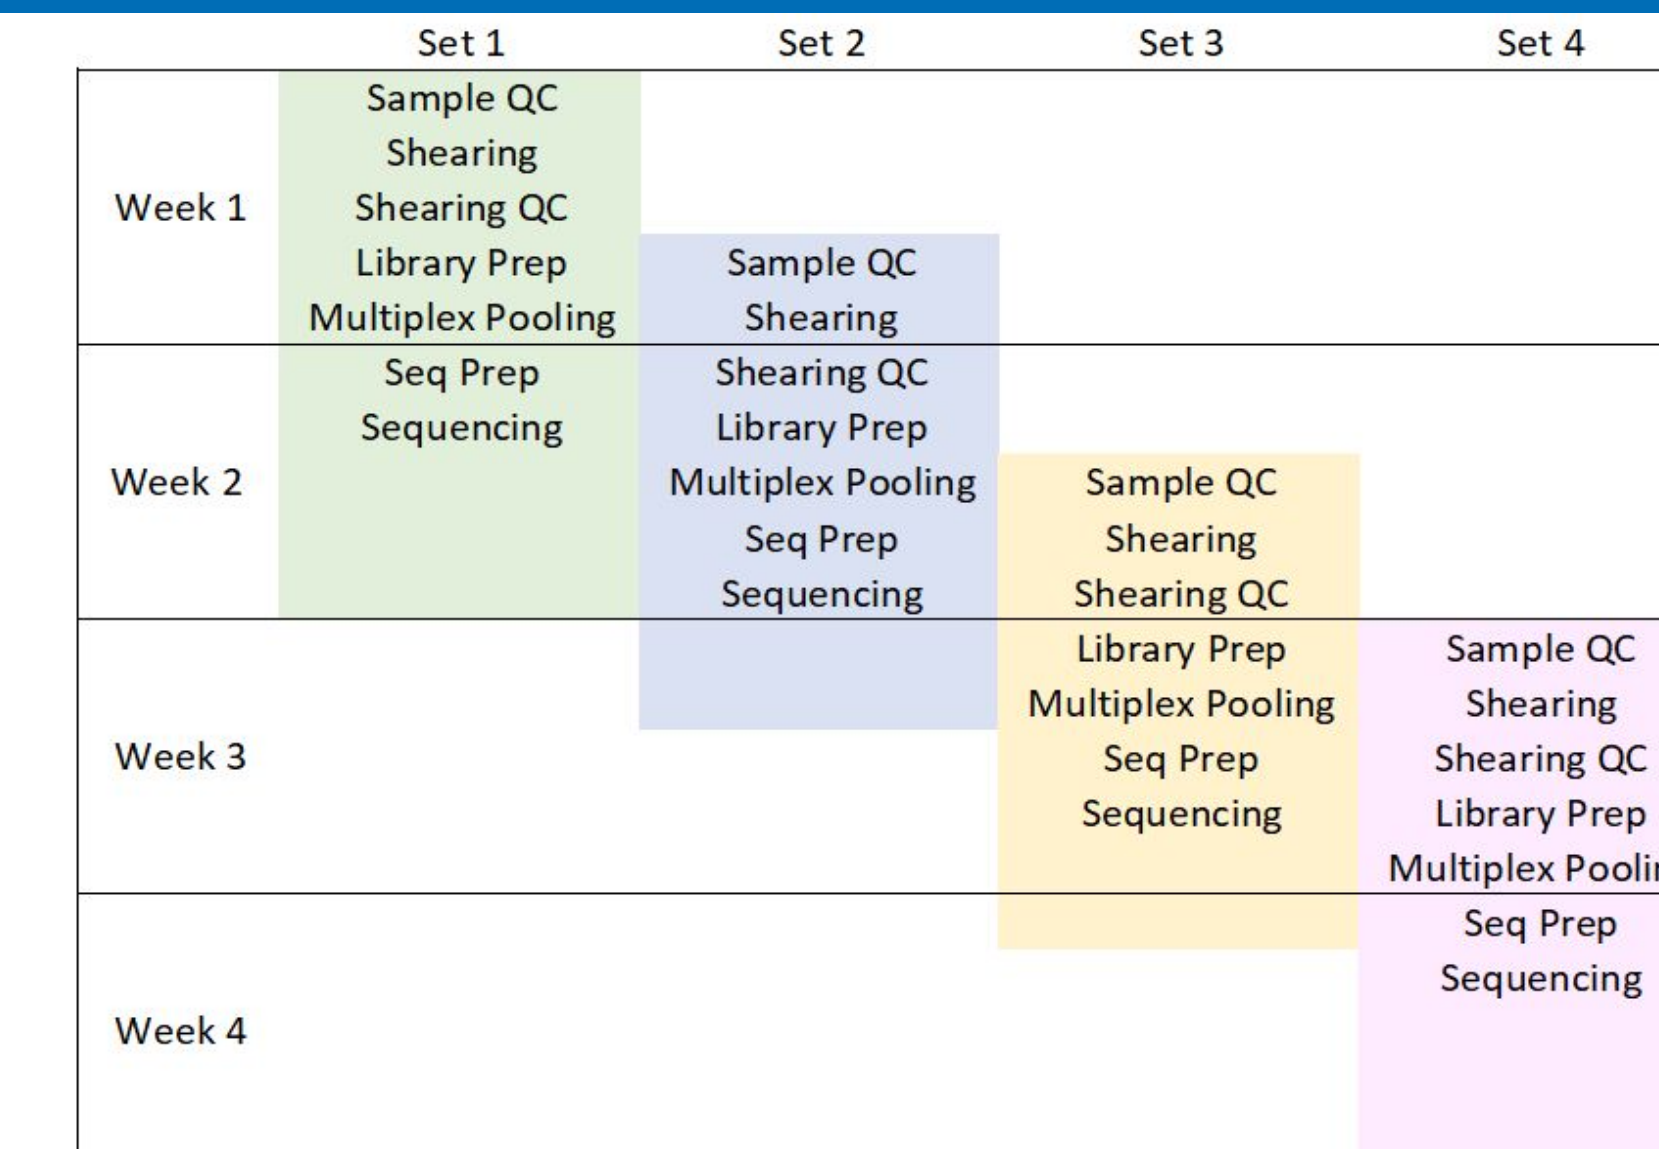 Set 1 Set 2 Set 3 Set 4
Sample QC
Shearing
Week 1 Shearing QC
Library Prep Sample QC
Multiplex Pooling Shearing
Seq Prep Shearing QC
Sequencing Library Prep
Week 2 Multiplex Pooling Sample QC
Seq Prep Shearing
Sequencing Shearing QC
Library Prep Sample QC
Multiplex Pooling Shearing
Week 3 Seq Prep Shearing QC
Sequencing Library Prep
Multiplex Poolin
Seq Prep
Sequencing
Week 4